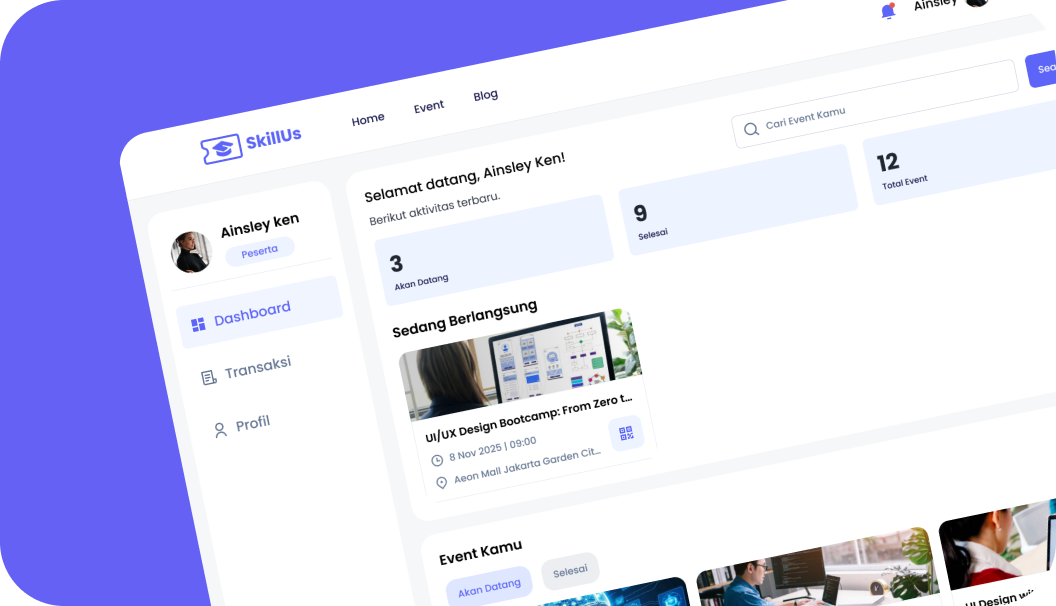 Ainsley
Home
Event
Blog
SkillUs
Cari Event Kamu
Selamat datang, Ainsley Ken!
Berikut aktivitas terbaru.
3
Akan Datang
9
Selesai
12
Total Event
Ainsley ken
Peserta
Dashboard
Transaksi
Profil
Sedang Berlangsung
UI/UX Design Bootcamp: From Zero t...
8 Nov 2025 | 09:00
Aeon Mall Jakarta Garden Cit...
Event Kamu
Akan Datang
Selesai
UI Design